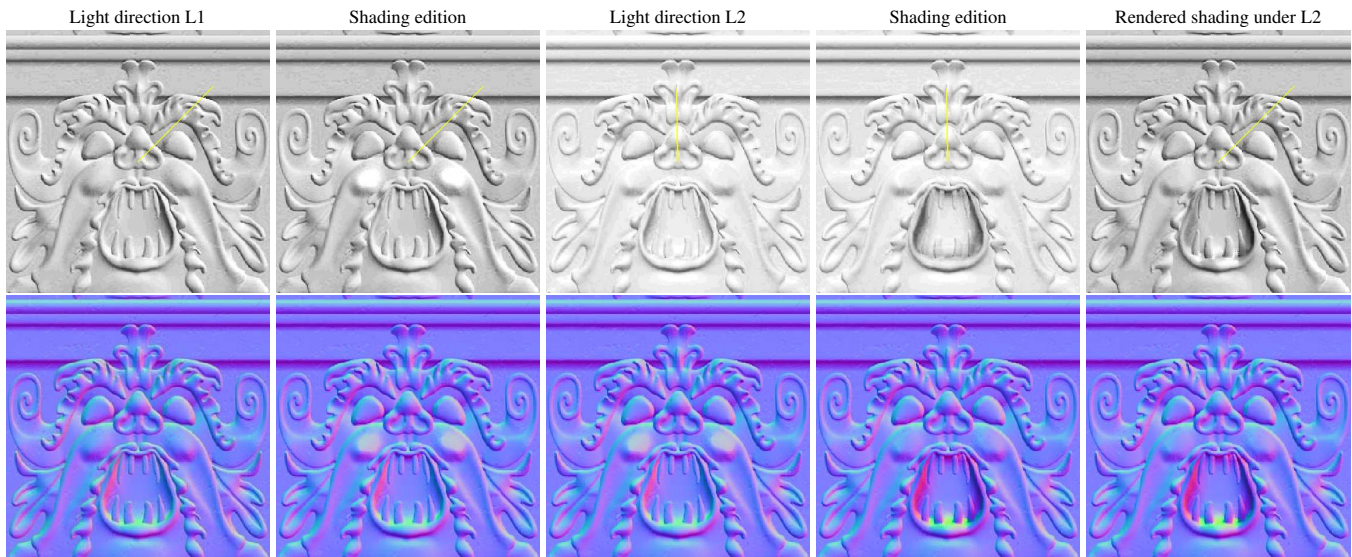 Light direction L1
Shading edition
Light direction L2
Shading edition
Rendered shading under L2